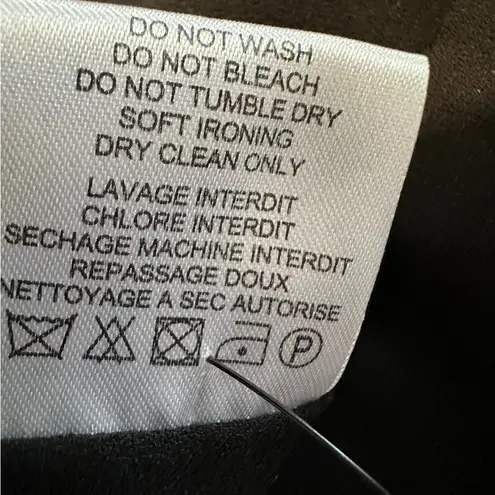 DO NOT WASH
DO NOT BLEACH
DO NOT TUMBLE DRY
SOFT IRONING
DRY CLEAN ONLY
LAVAGE INTERDIT
CHLORE INTERDIT
SECHAGE MACHINE INTERDIT
REPASSAGE DOUX
NETTOYAGE A SEC AUTORISE
P